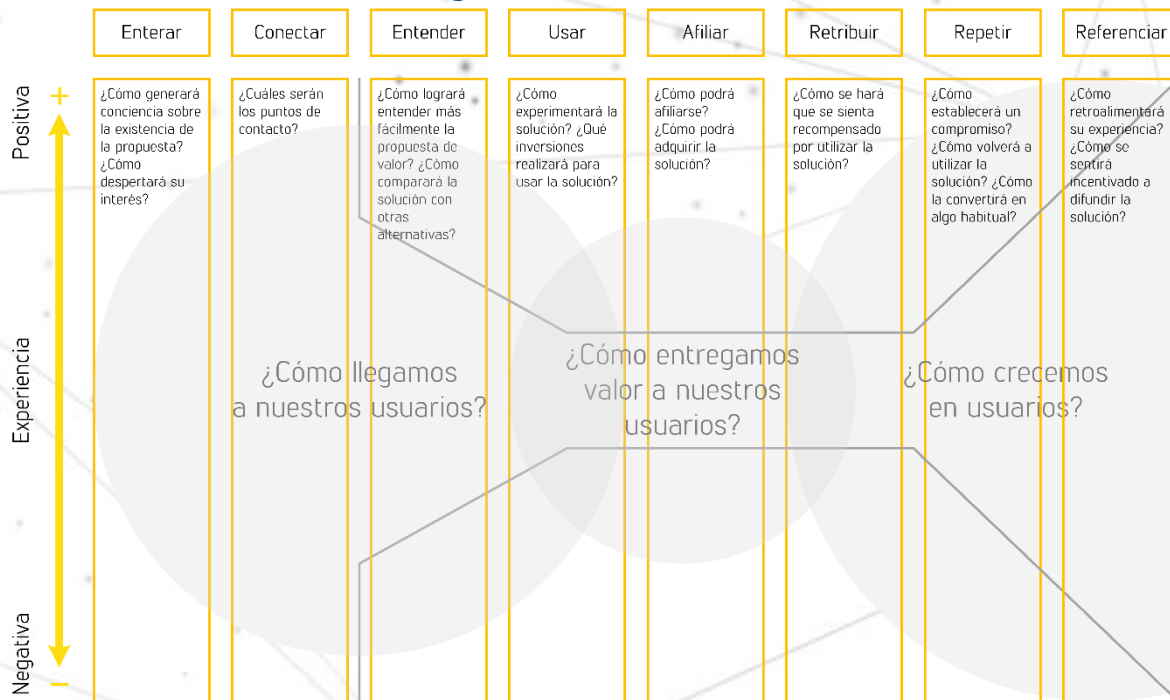 Enterar
Conectar
Entender
Usar
Afiliar
Retribuir
Repetir
Referenciar
Positiva
+
Experiencia
Negativa
–
¿Cómo generará
conciencia sobre
la existencia de
la propuesta?
¿Cómo
despertará su
interés?
¿Cuáles serán
los puntos de
contacto?
¿Cómo logrará
entender más
fácilmente la
propuesta de
valor? ¿Cómo
comparará la
solución con
otras
alternativas?
¿Cómo
experimentará la
solución? ¿Qué
inversiones
realizará para
usar la solución?
¿Cómo podrá
afiliarse?
¿Cómo podrá
adquirir la
solución?
¿Cómo se hará
que se sienta
recompensado
por utilizar la
solución?
¿Cómo
establecerá un
compromiso?
¿Cómo volverá a
utilizar la
solución? ¿Cómo
la convertirá en
algo habitual?
¿Cómo
retroalimentará
su experiencia?
¿Cómo se
sentirá
incentivado a
difundir la
solución?
¿Cómo llegamos
a nuestros usuarios?
¿Cómo entregamos
valor a nuestros
usuarios?
¿Cómo crecemos
en usuarios?